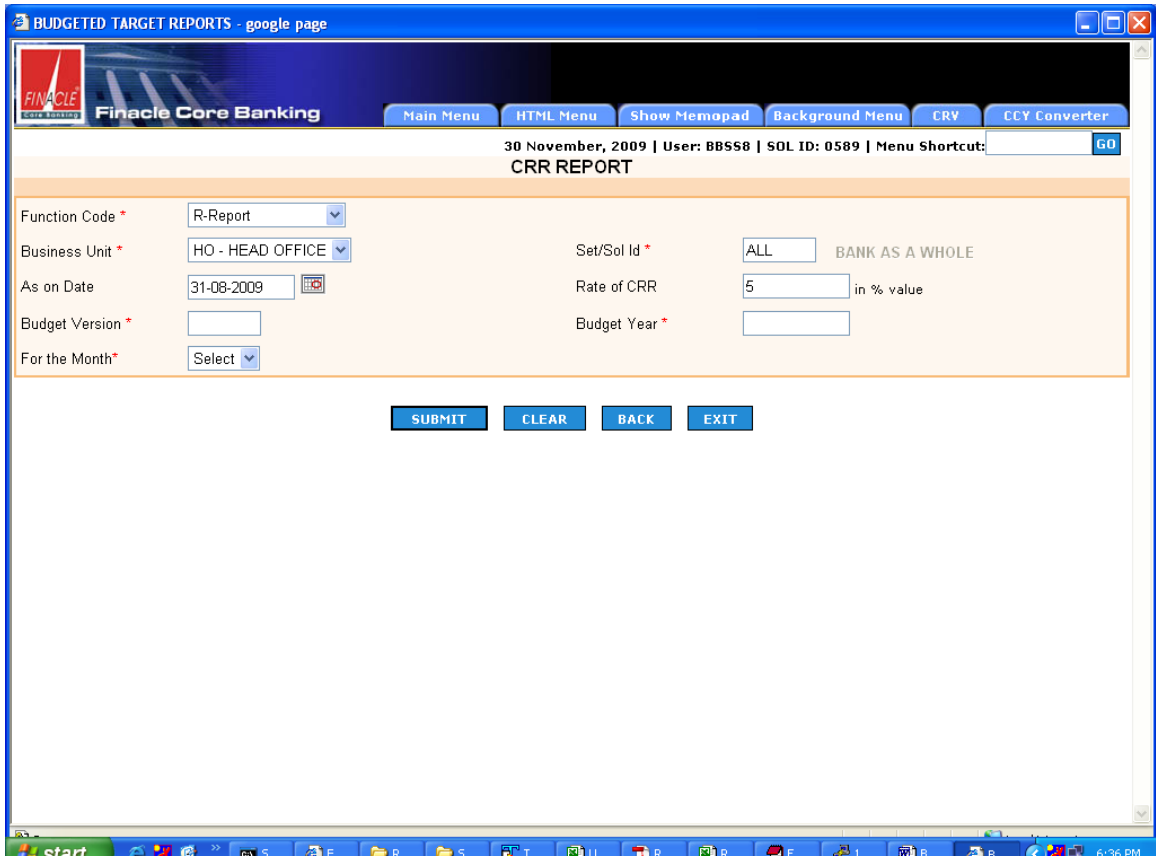 BUDGETED TARGET REPORTS - google page
FINACLE
Core Banking
Finacle Core Banking
Main Menu HTML Menu Show Memopad Background Menu CRV CCY Converter
30 November, 2009 | User: BBSS8 | SOL ID: 0589 | Menu Shortcut: GO
CRR REPORT
Function Code * R-Report
Business Unit * HO - HEAD OFFICE Set/Sol Id * ALL BANK AS A WHOLE
As on Date 31-08-2009 Rate of CRR 5 in % value
Budget Version * Budget Year *
For the Month* Select
SUBMIT CLEAR BACK EXIT
start » S E R S T U R R F 1 B B 6:36 PM